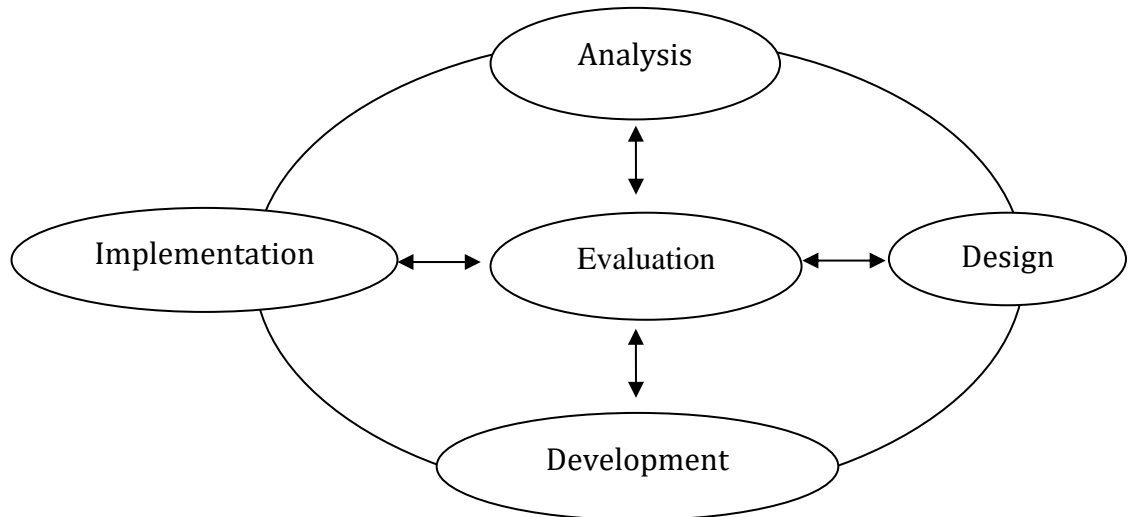 Analysis
Implementation
Evaluation
Design
Development